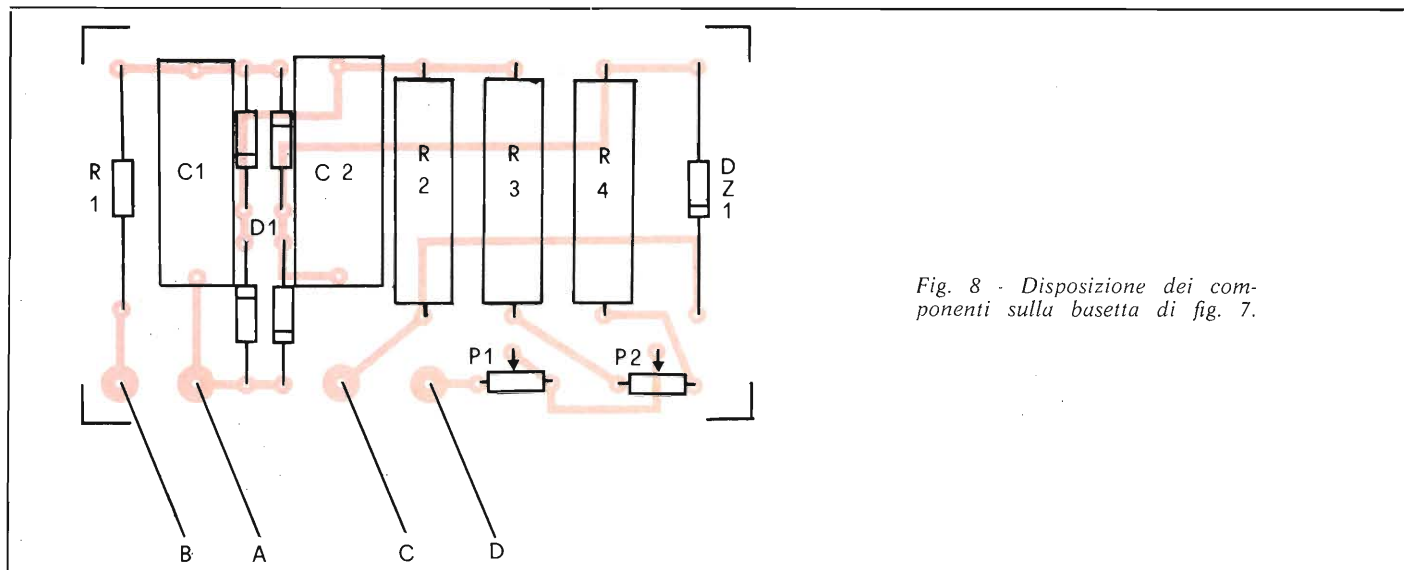 R
1
C1
D1
C 2
R
2
R
3
R
4
D
Z
1
P1
P2
B
A
C
D
Fig. 8 - Disposizione dei com-
ponenti sulla basetta di fig. 7.